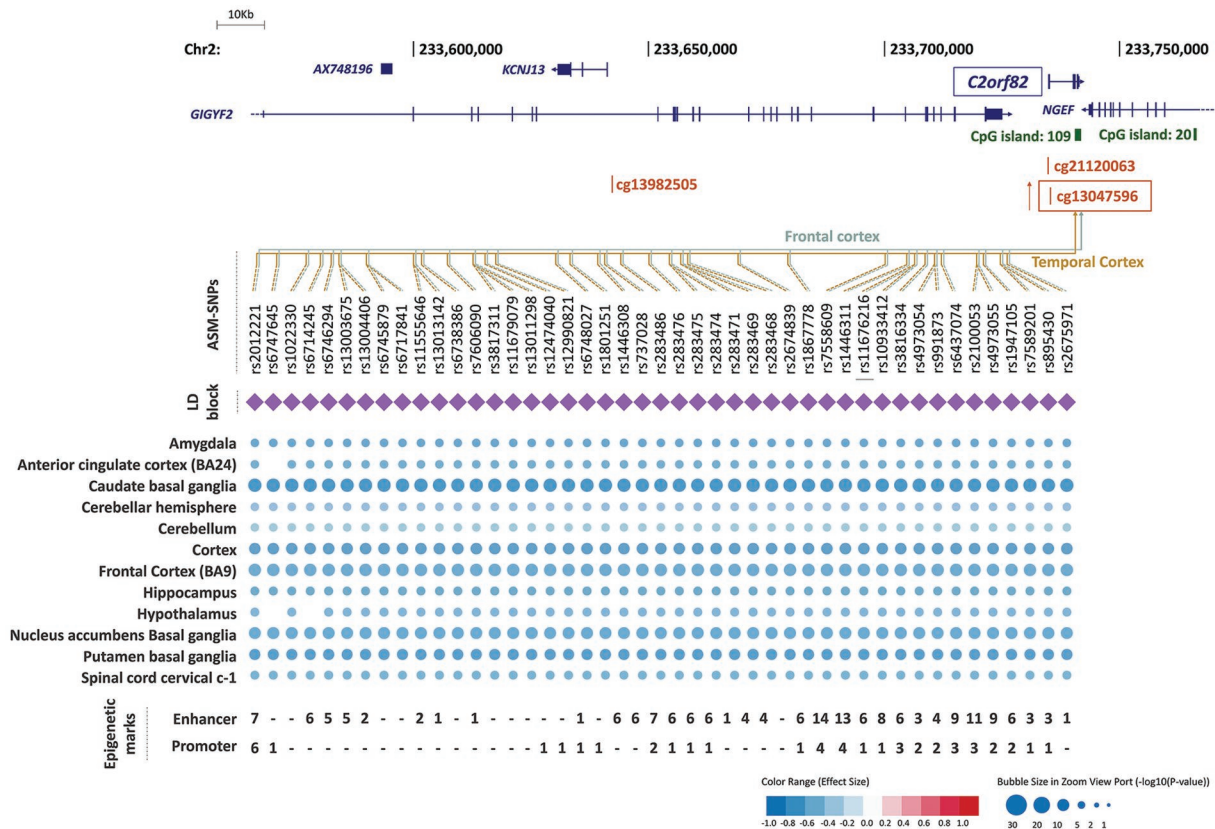 10Kb
Chr2:
233,600,000
233,650,000
233,700,000
233,750,000
AX748196
KCNJ13
C2orf82
GIGYF2
NGEF
CpG island: 109
CpG island: 20
cg21120063
cg13982505
cg13047596
Frontal cortex
Temporal Cortex
ASM-SNPs
rs2012221
rs6747645
rs1022330
rs6714245
rs6746294
rs13003675
rs13004406
rs6745879
rs6717841
rs11555646
rs13013142
rs6738386
rs7606090
rs3817311
rs11679079
rs13011298
rs12474040
rs12990821
rs6748027
rs1801251
rs1446308
rs737028
rs283486
rs283476
rs283475
rs283474
rs283471
rs283469
rs283468
rs2674839
rs1867778
rs7558609
rs1446311
rs11676216
rs10933412
rs3816334
rs4973054
rs991873
rs6437074
rs2100053
rs4973055
rs1947105
rs7589201
rs895430
rs2675971
LD
block
Amygdala
Anterior cingulate cortex (BA24)
Caudate basal ganglia
Cerebellar hemisphere
Cerebellum
Cortex
Frontal Cortex (BA9)
Hippocampus
Hypothalamus
Nucleus accumbens Basal ganglia
Putamen basal ganglia
Spinal cord cervical c-1
Epigenetic
marks
Enhancer 7 - - 6 5 5 2 - - 2 1 - 1 - - - - - 1 - 6 6 7 6 6 6 1 4 4 - 6 14 13 6 8 6 3 4 9 11 9 6 3 3 1
Promoter 6 1 - - - - - - - - - - - - - - 1 1 1 1 - - 2 1 1 1 - - - - 1 4 4 1 1 3 2 2 3 3 2 2 1 1 -
Color Range (Effect Size)
-1.0 -0.8 -0.6 -0.4 -0.2 0.0 0.2 0.4 0.6 0.8 1.0
Bubble Size in Zoom View Port (-log10(P-value))
30 20 10 5 2 1